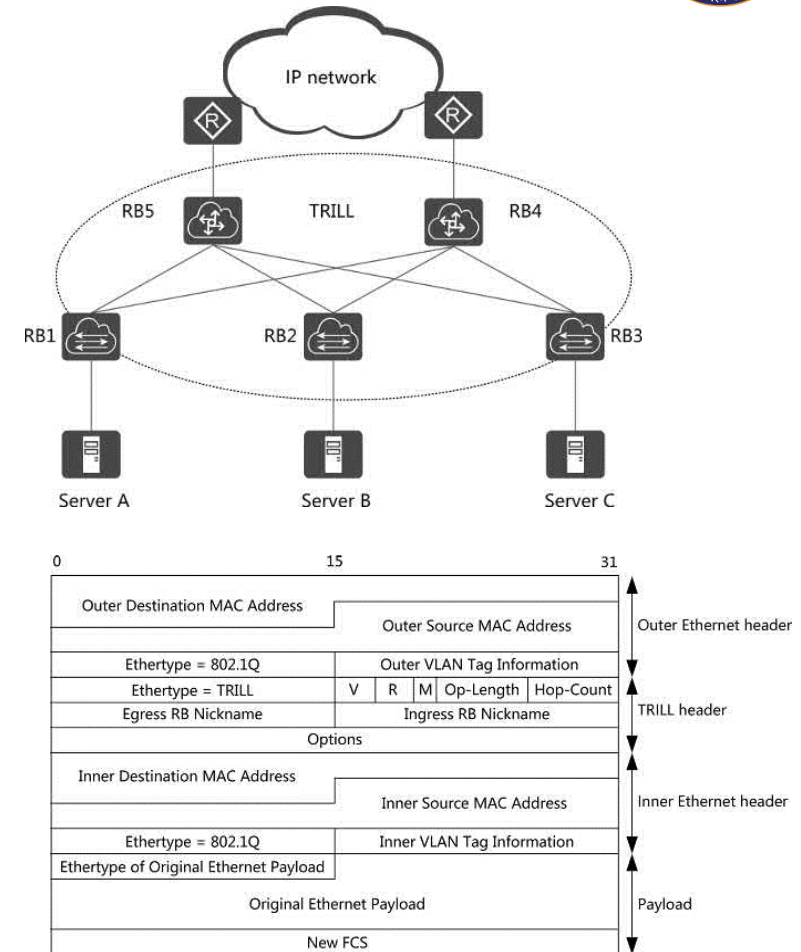 IP network
R
R
RB5
TRILL
RB4
RB1
RB2
RB3
Server A
Server B
Server C
0
15
31
Outer Destination MAC Address
Outer Source MAC Address
Outer Ethernet header
Ethertype = 802.1Q
Outer VLAN Tag Information
Ethertype = TRILL
V
R
M
Op-Length
Hop-Count
TRILL header
Egress RB Nickname
Ingress RB Nickname
Options
Inner Destination MAC Address
Inner Source MAC Address
Inner Ethernet header
Ethertype = 802.1Q
Inner VLAN Tag Information
Ethertype of Original Ethernet Payload
Original Ethernet Payload
Payload
New FCS